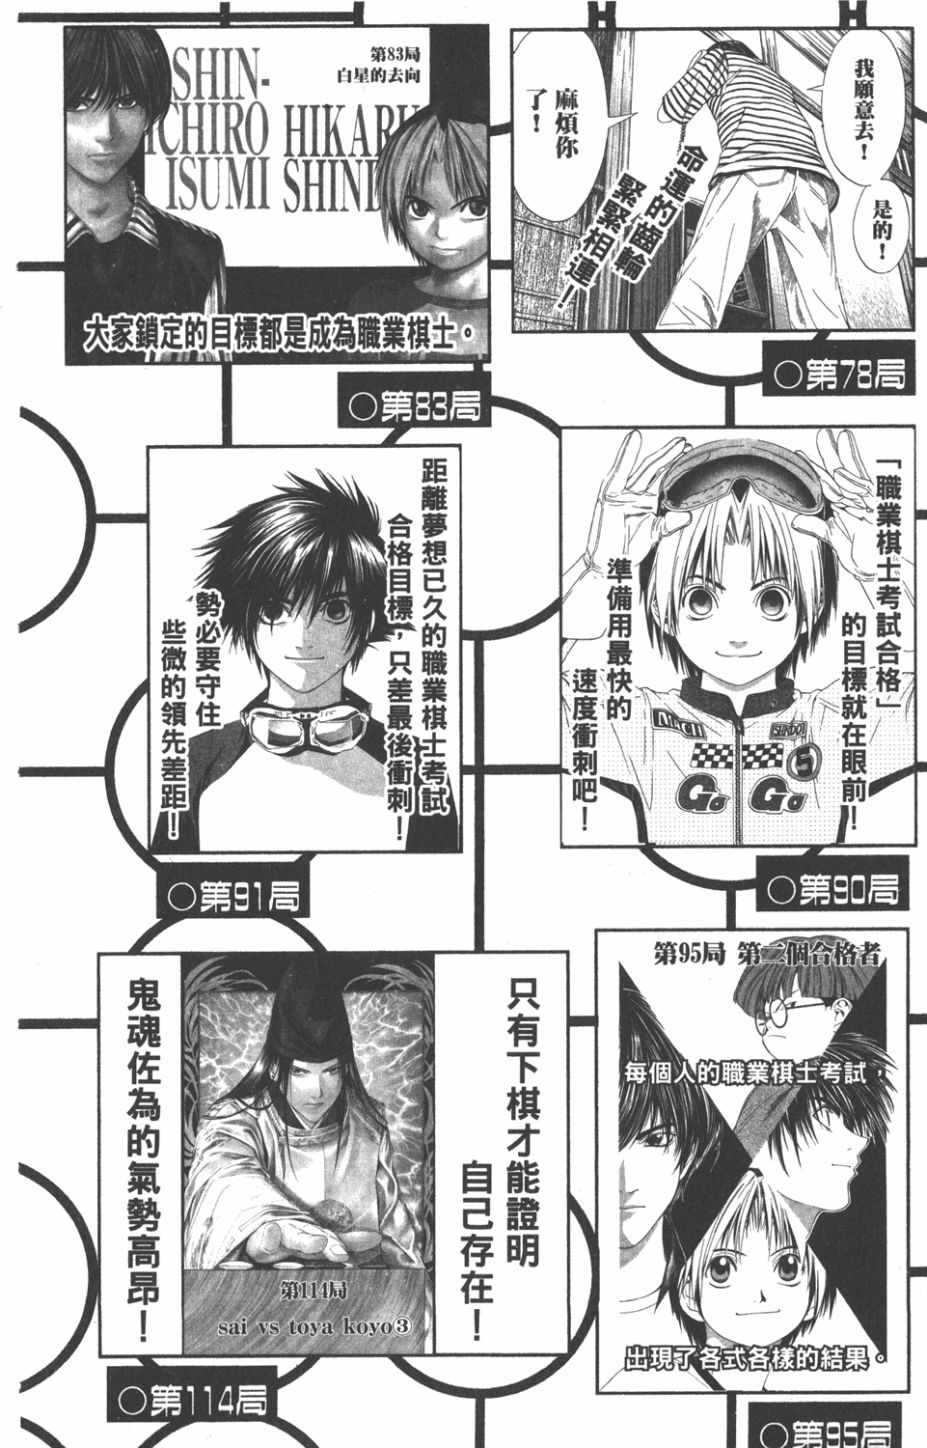 我願意去！
是的！
麻煩你
了！
命運的齒輪
緊緊相連！
○第78局
第83局
白星的去向
SHIN-
ICHIRO
ISUMI
HIKARU
SHIND
大家鎖定的目標都是成為職業棋士。
○第83局
「職業棋士考試合格」
的目標就在眼前！
準備用最快的
速度衝刺吧！
SHINDO
5
Go Go
○第90局
距離夢想已久的職業棋士考試
合格目標，只差最後衝刺！
勢必要守住
些微的領先差距！
○第91局
第95局 第二個合格者
每個人的職業棋士考試，
出現了各式各樣的結果。
○第95局
只有下棋才能證明
自己存在！
第114局
sai vs toya koyo③
鬼魂佐為的氣勢高昂！
○第114局